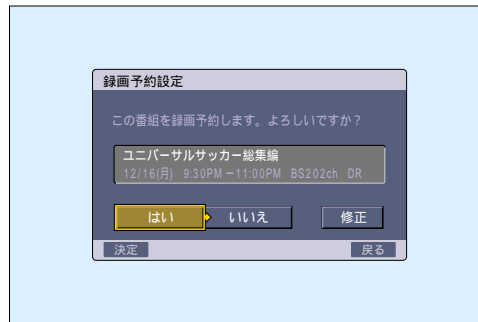 録画予約設定
この番組を録画予約します。よろしいですか？
ユニバーサルサッカー総集編
12/16(月) 9:30PM－11:00PM BS202ch DR
はい いいえ 修正
決定 戻る